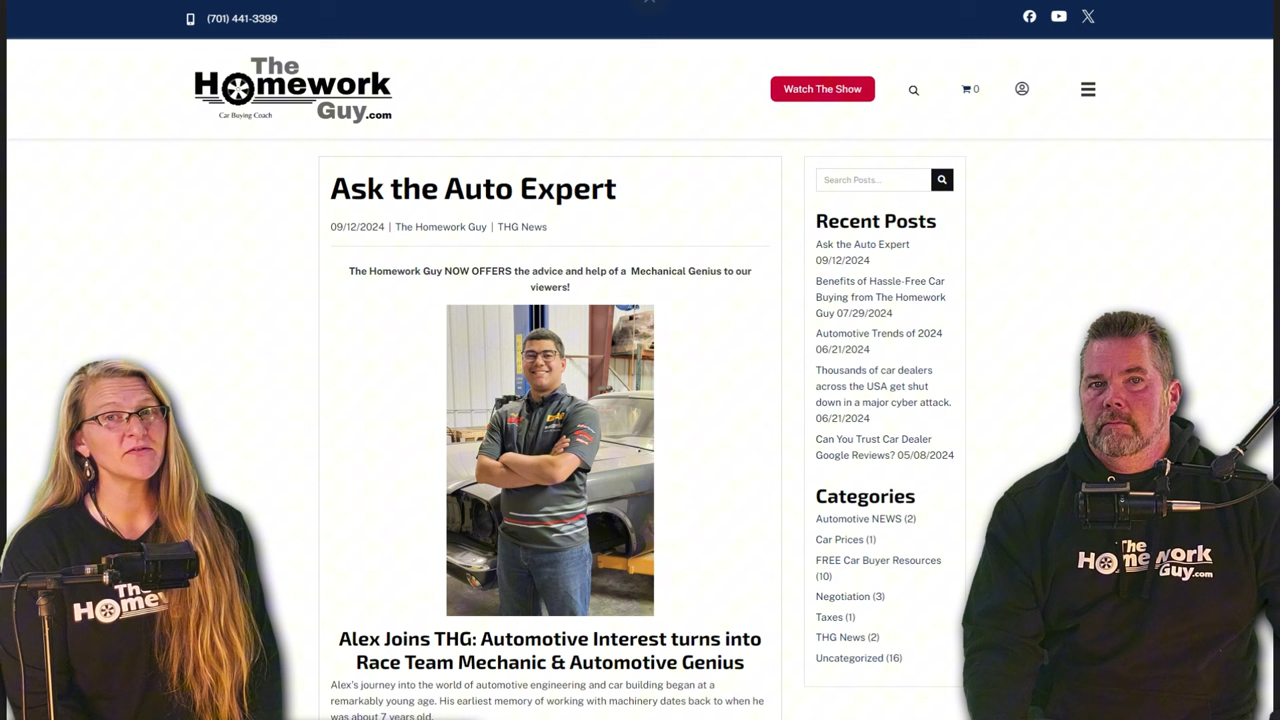 (701) 441-3399
The
Homework
Guy.com
Car Buying Coach
Watch The Show
0
Ask the Auto Expert
09/12/2024 | The Homework Guy | THG News
The Homework Guy NOW OFFERS the advice and help of a Mechanical Genius to our
viewers!
Alex Joins THG: Automotive Interest turns into
Race Team Mechanic & Automotive Genius
Alex's journey into the world of automotive engineering and car building began at a
remarkably young age. His earliest memory of working with machinery dates back to when he
was about 7 years old.
Search Posts...
Recent Posts
Ask the Auto Expert
09/12/2024
Benefits of Hassle-Free Car
Buying from The Homework
Guy 07/29/2024
Automotive Trends of 2024
06/21/2024
Thousands of car dealers
across the USA get shut
down in a major cyber attack.
06/21/2024
Can You Trust Car Dealer
Google Reviews? 05/08/2024
Categories
Automotive NEWS (2)
Car Prices (1)
FREE Car Buyer Resources
(10)
Negotiation (3)
Taxes (1)
THG News (2)
Uncategorized (16)
The
Homework
Guy.com